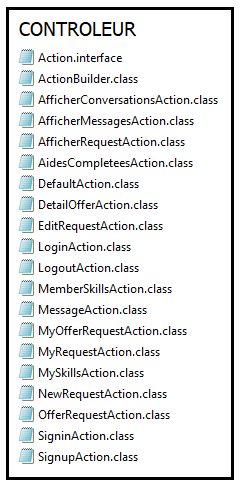 CONTROLEUR
Action.interface
ActionBuilder.class
AfficherConversationsAction.class
AfficherMessagesAction.class
AfficherRequestAction.class
AidesCompleteesAction.class
DefaultAction.class
DetailOfferAction.class
EditRequestAction.class
LoginAction.class
LogoutAction.class
MemberSkillsAction.class
MessageAction.class
MyOfferRequestAction.class
MyRequestAction.class
MySkillsAction.class
NewRequestAction.class
OfferRequestAction.class
SigninAction.class
SignupAction.class